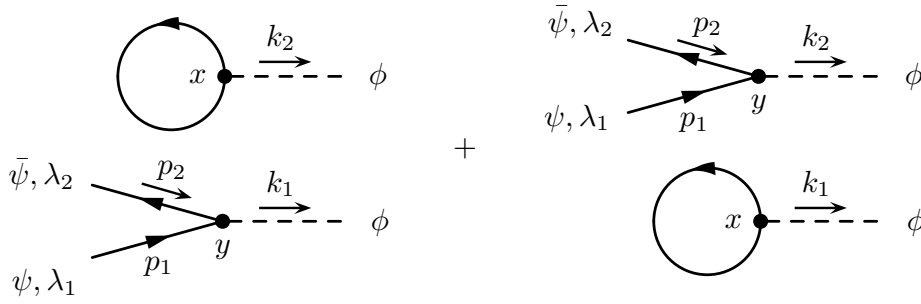 k₂
x
ϕ
ψ̄, λ₂
p₂
k₁
y
ϕ
ψ, λ₁
p₁
+
ψ̄, λ₂
p₂
k₂
ϕ
y
ψ, λ₁
p₁
k₁
x
ϕ